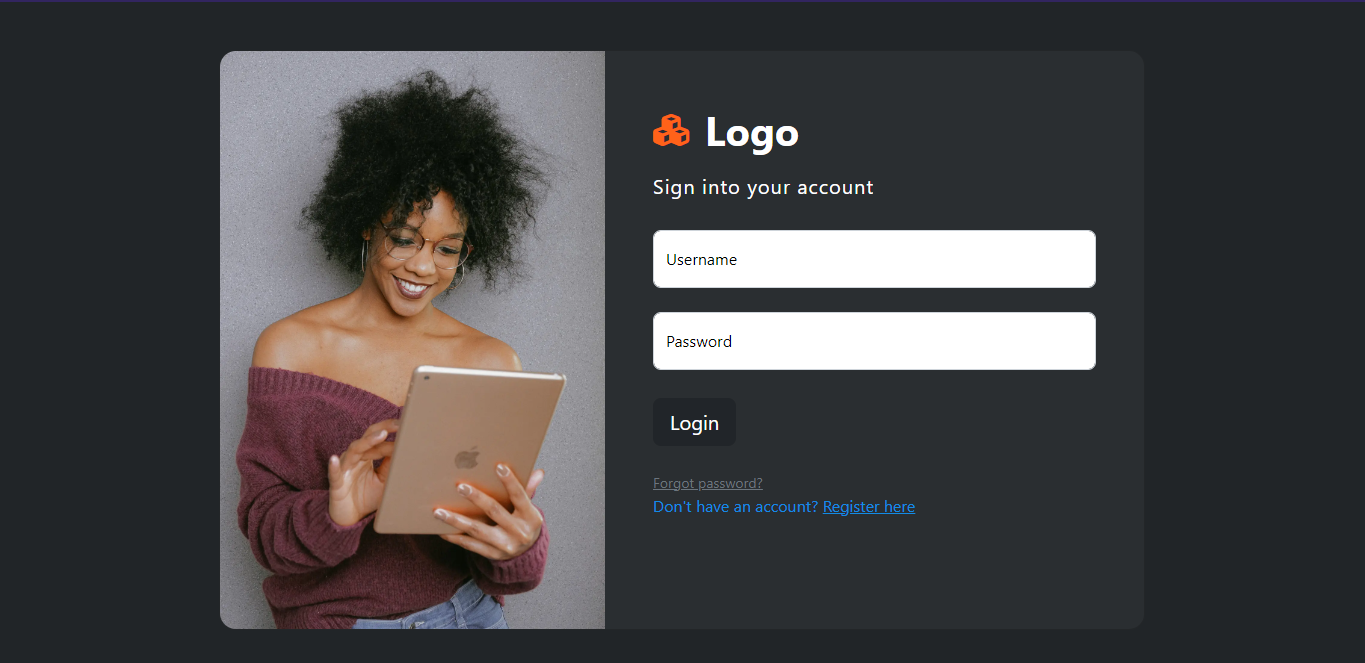 Logo
Sign into your account
Username
Password
Login
Forgot password?
Don't have an account? Register here